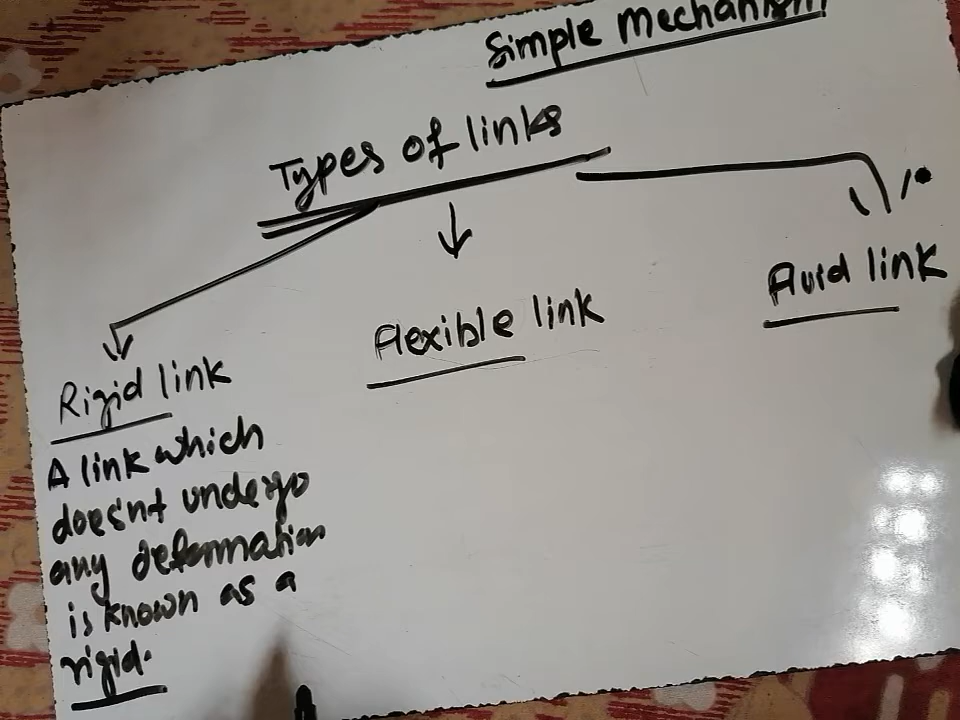 Simple Mechanism
Types of links
Rigid link
Flexible link
Fluid link
A link which
doesn't undergo
any deformation
is known as a
rigid.